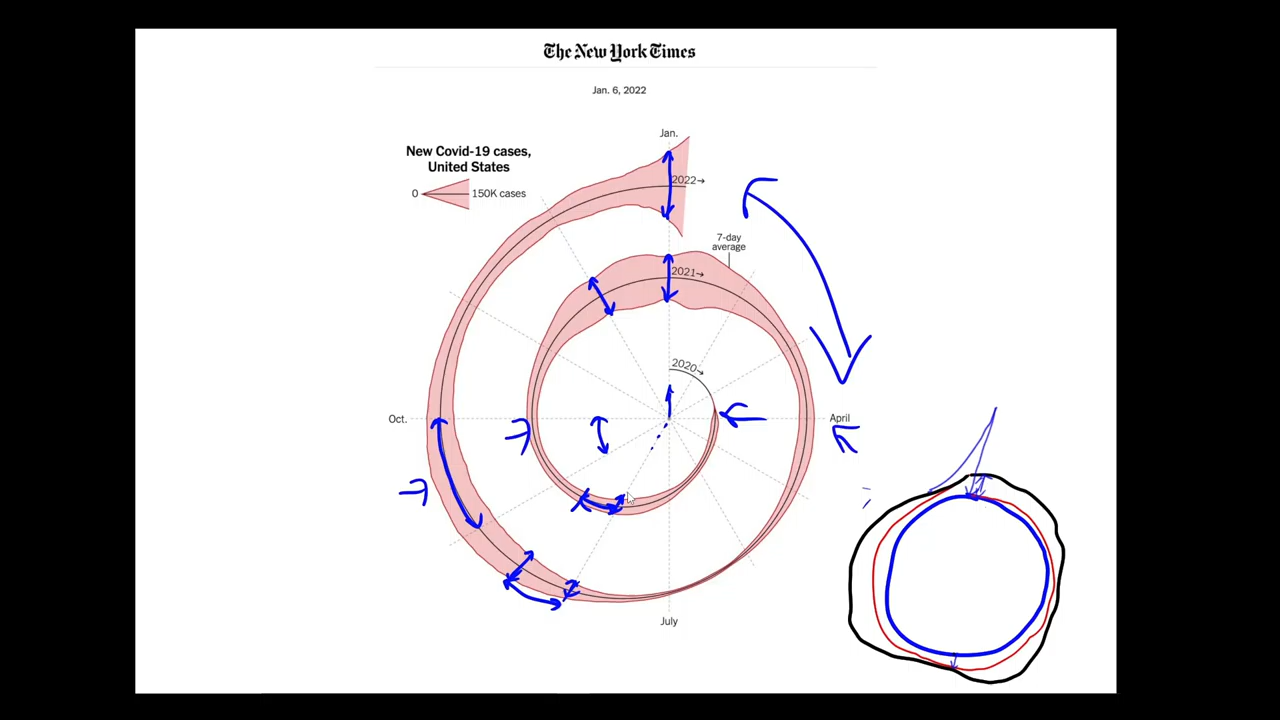 The New York Times
Jan. 6, 2022
Jan.
New Covid-19 cases,
United States
0
150K cases
2022→
7-day
average
2021→
2020→
Oct.
April
July